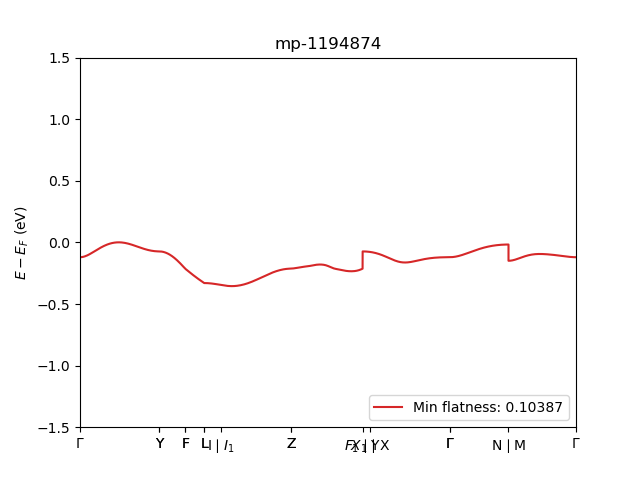 mp-1194874
E − E_F (eV)
1.5
1.0
0.5
0.0
−0.5
−1.0
−1.5
Min flatness: 0.10387
Γ Y F L I | I₁ Z Γ N | M Γ